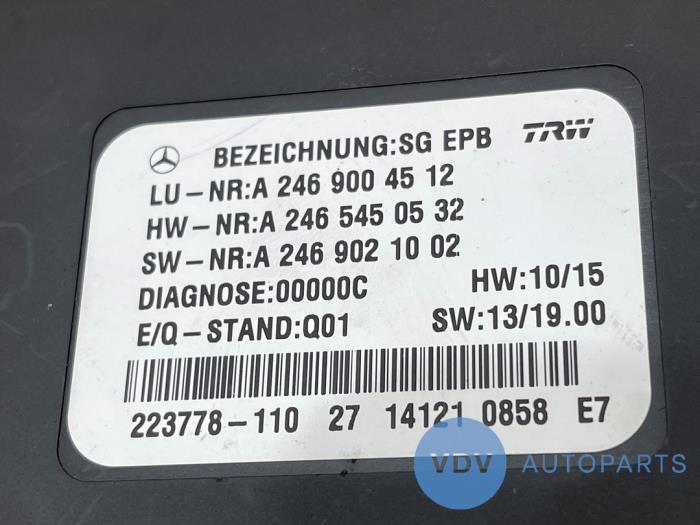 BEZEICHNUNG:SG EPB TRW
LU-NR:A 246 900 45 12
HW-NR:A 246 545 05 32
SW-NR:A 246 902 10 02
DIAGNOSE:00000C HW:10/15
E/Q-STAND:Q01 SW:13/19.00
223778-110 27 14121 0858 E7
VDV AUTOPARTS